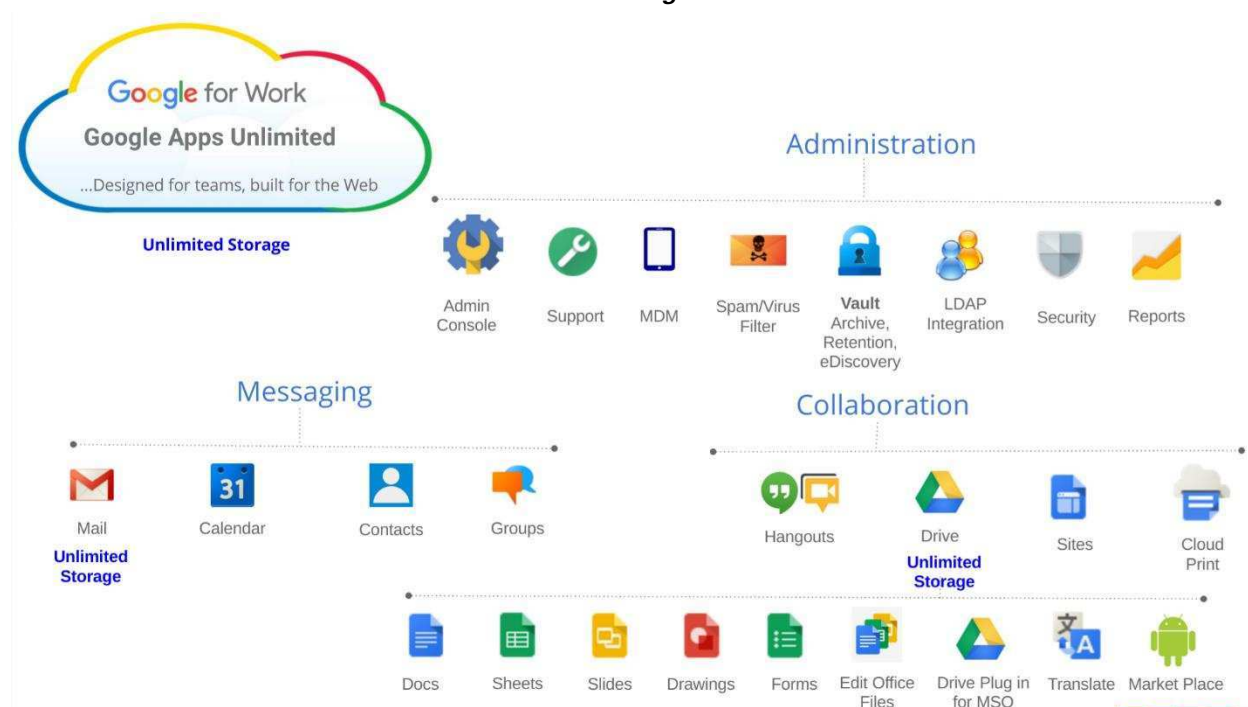 Google for Work
Google Apps Unlimited
...Designed for teams, built for the Web
Unlimited Storage
Administration
Admin
Console
Support
MDM
Spam/Virus
Filter
Vault
Archive,
Retention,
eDiscovery
LDAP
Integration
Security
Reports
Messaging
31
Mail
Unlimited
Storage
Calendar
Contacts
Groups
Collaboration
Hangouts
Drive
Unlimited
Storage
Sites
Cloud
Print
Docs
Sheets
Slides
Drawings
Forms
Edit Office
Files
Drive Plug in
for MSO
文
A
Translate
Market Place